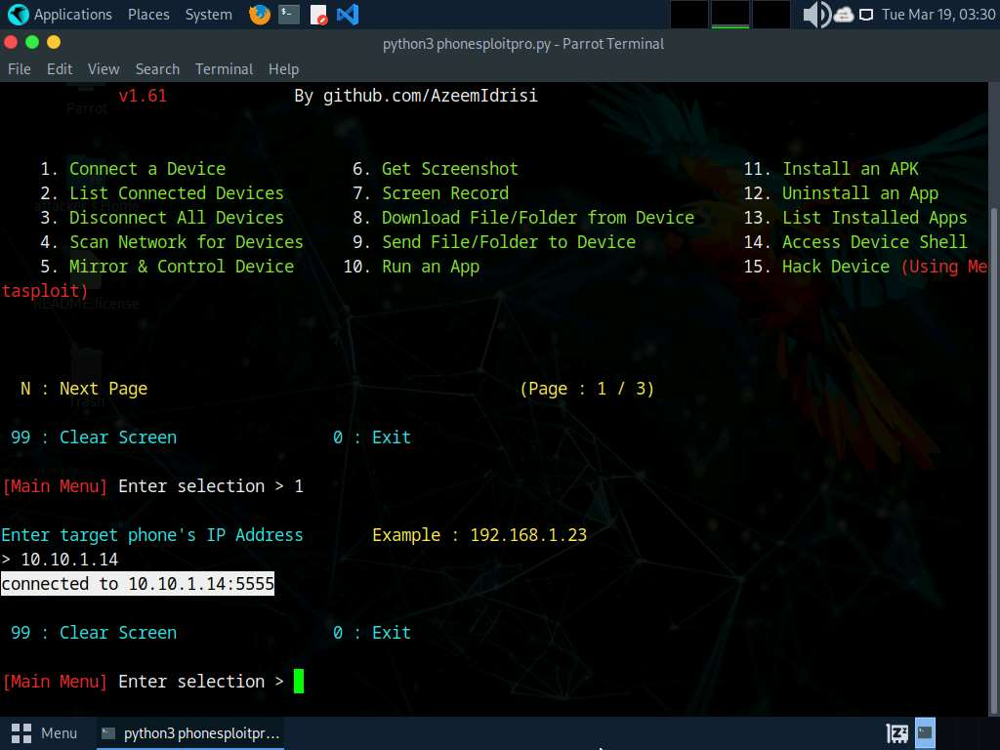 Applications Places System Tue Mar 19, 03:30
python3 phonesploitpro.py - Parrot Terminal
File Edit View Search Terminal Help
v1.61 By github.com/AzeemIdrisi
Parrot
1. Connect a Device 6. Get Screenshot 11. Install an APK
2. List Connected Devices 7. Screen Record 12. Uninstall an App
3. Disconnect All Devices 8. Download File/Folder from Device 13. List Installed Apps
4. Scan Network for Devices 9. Send File/Folder to Device 14. Access Device Shell
5. Mirror & Control Device 10. Run an App 15. Hack Device (Using Me
tasploit)
README.license
N : Next Page (Page : 1 / 3)
Trash
99 : Clear Screen 0 : Exit
[Main Menu] Enter selection > 1
Enter target phone's IP Address Example : 192.168.1.23
> 10.10.1.14
connected to 10.10.1.14:5555
99 : Clear Screen 0 : Exit
[Main Menu] Enter selection >
Menu python3 phonesploitpr...